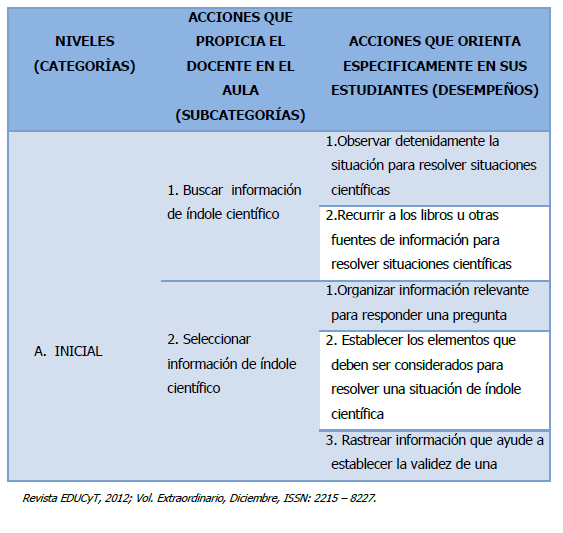 NIVELES
(CATEGORÌAS)
ACCIONES QUE
PROPICIA EL
DOCENTE EN EL
AULA
(SUBCATEGORÍAS)
ACCIONES QUE ORIENTA
ESPECIFICAMENTE EN SUS
ESTUDIANTES (DESEMPEÑOS)
A. INICIAL
1. Buscar información
de índole científico
1.Observar detenidamente la
situación para resolver situaciones
científicas
2.Recurrir a los libros u otras
fuentes de información para
resolver situaciones científicas
2. Seleccionar
información de índole
científico
1.Organizar información relevante
para responder una pregunta
2. Establecer los elementos que
deben ser considerados para
resolver una situación de índole
científica
3. Rastrear información que ayude a
establecer la validez de una
Revista EDUCyT, 2012; Vol. Extraordinario, Diciembre, ISSN: 2215 – 8227.